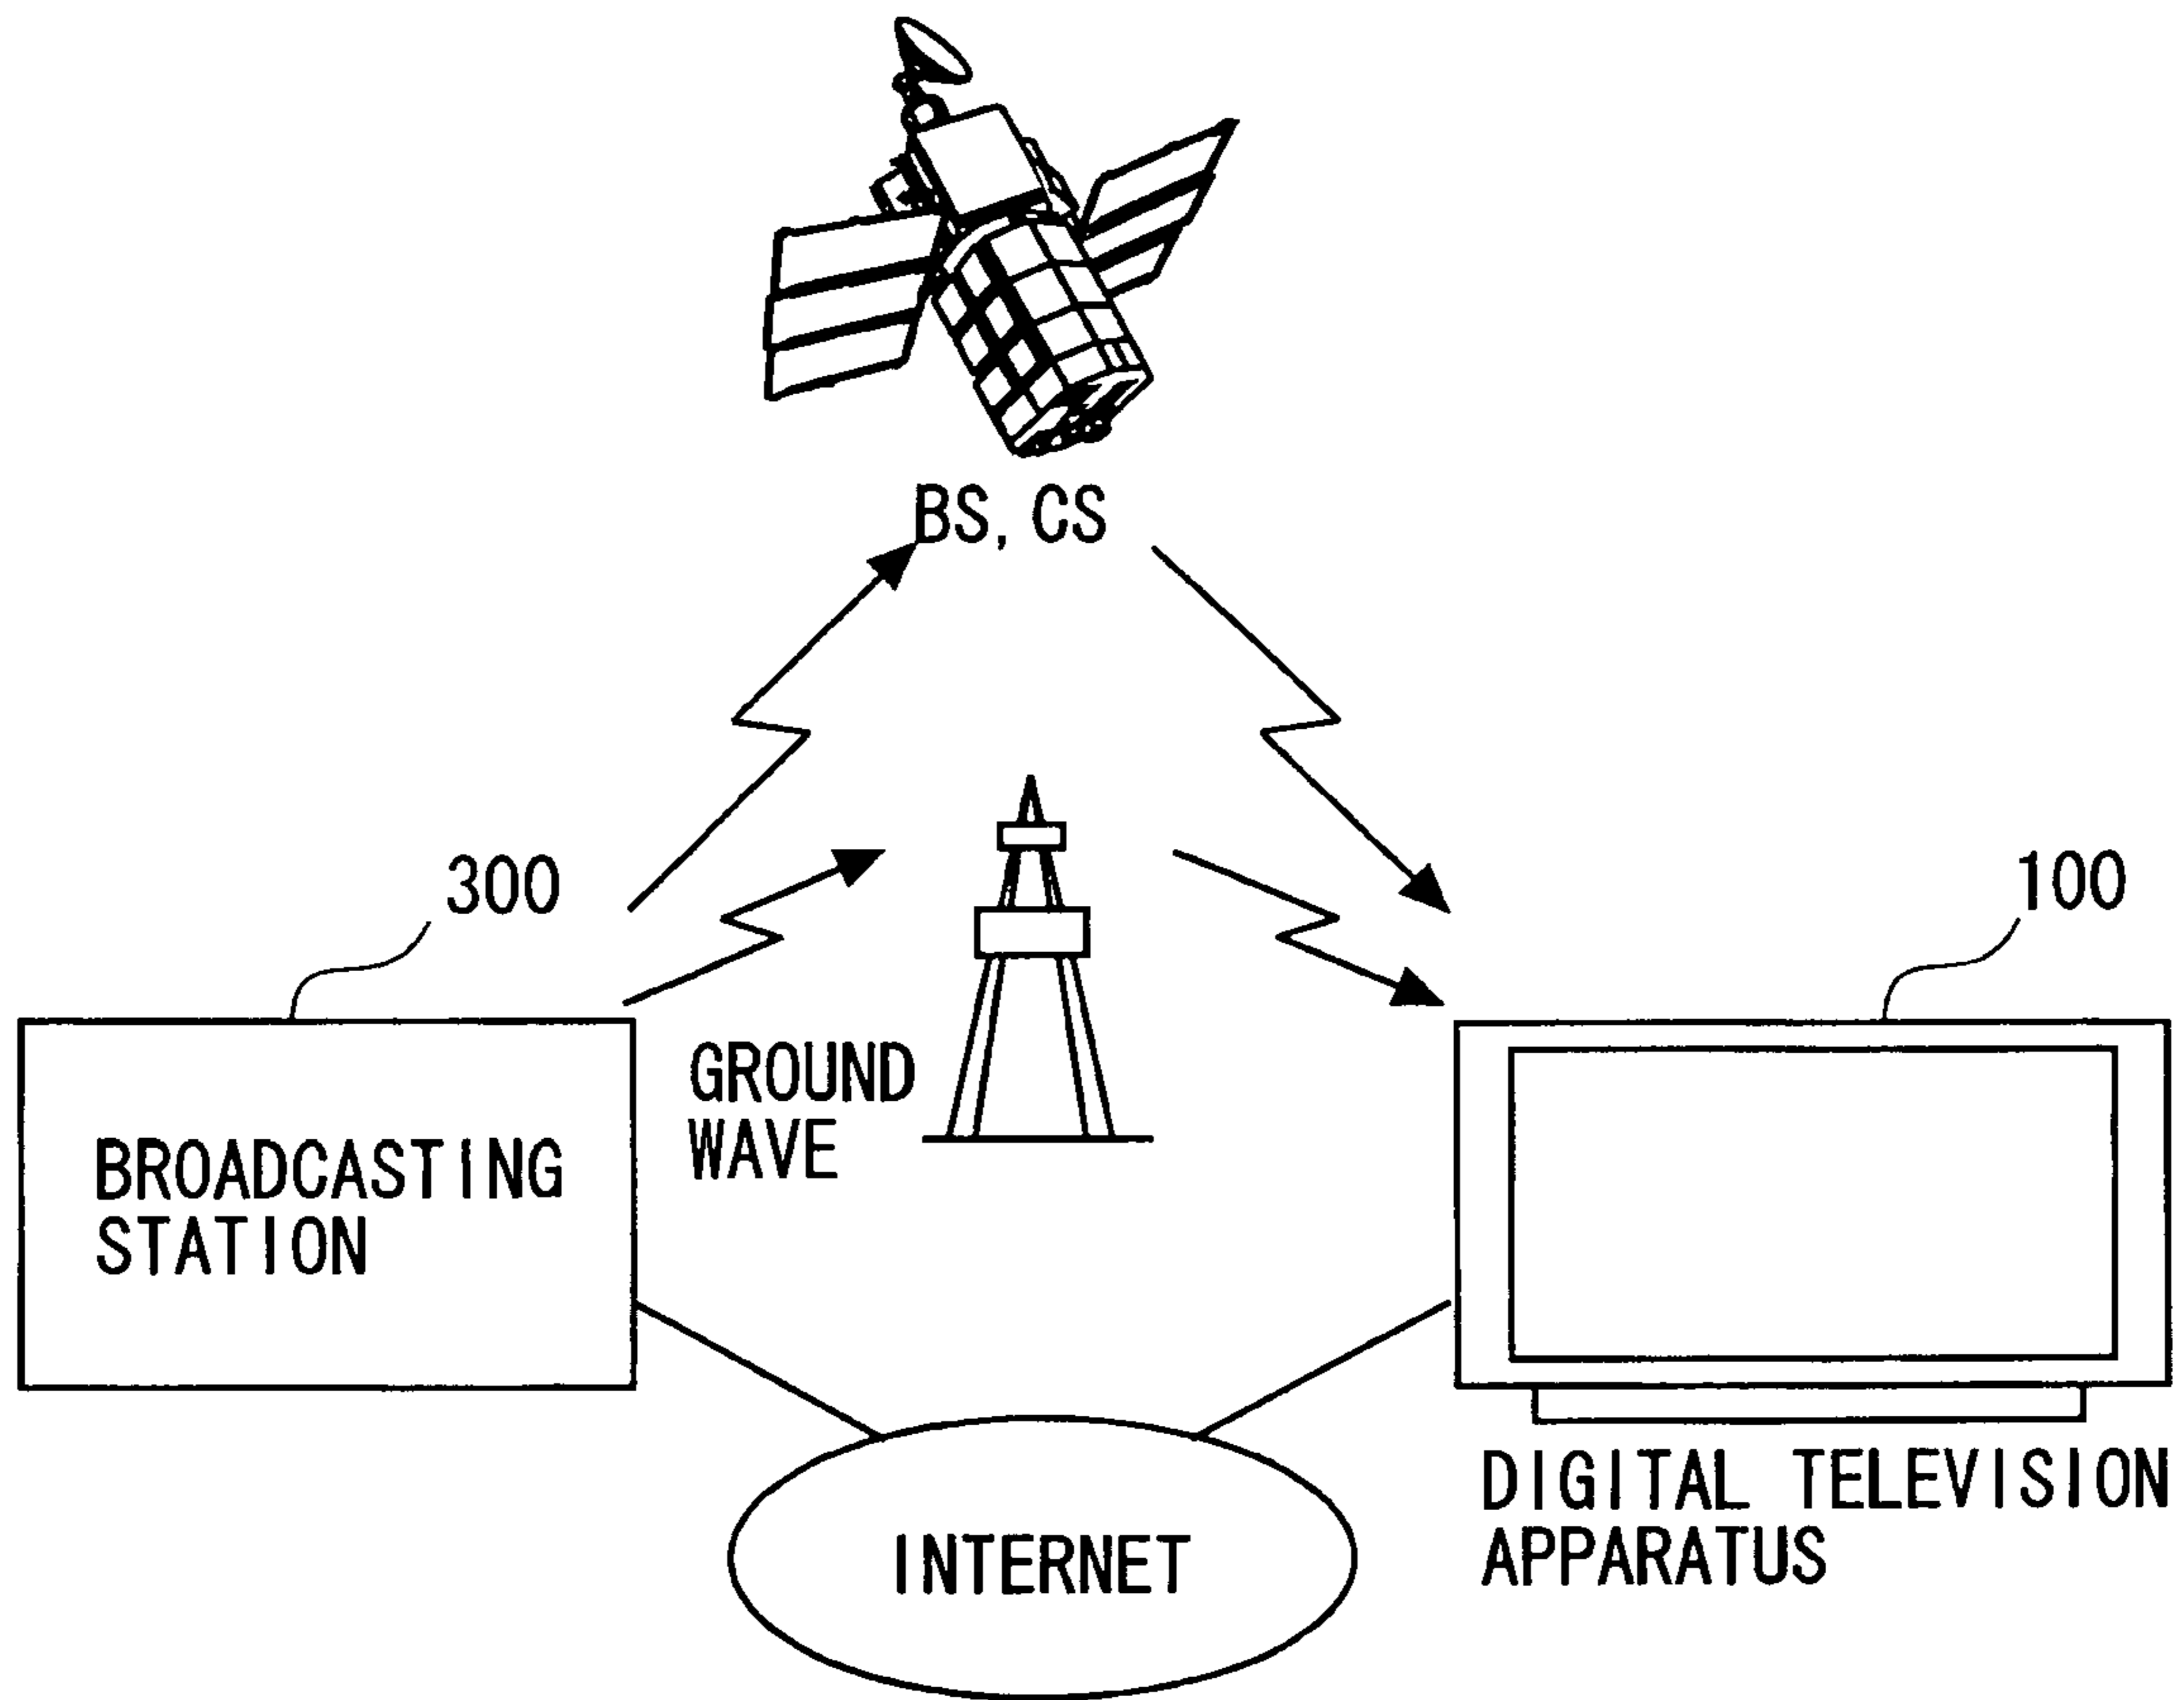 BS, CS
300
100
GROUND
WAVE
BROADCASTING
STATION
DIGITAL TELEVISION
APPARATUS
INTERNET